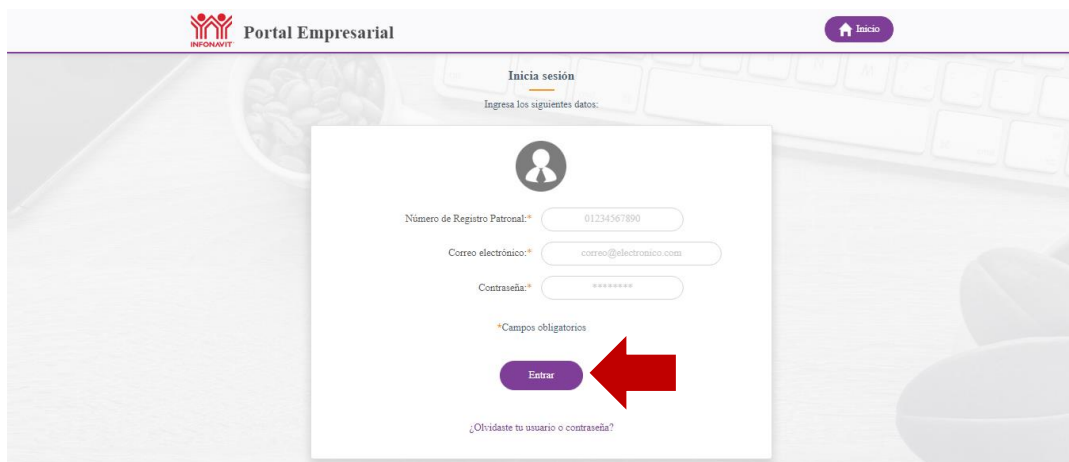 INFONAVIT
Portal Empresarial
Inicio
Inicia sesión
Ingresa los siguientes datos:
Número de Registro Patronal:* 01234567890
Correo electrónico:* correo@electronico.com
Contraseña:* ********
*Campos obligatorios
Entrar
¿Olvidaste tu usuario o contraseña?